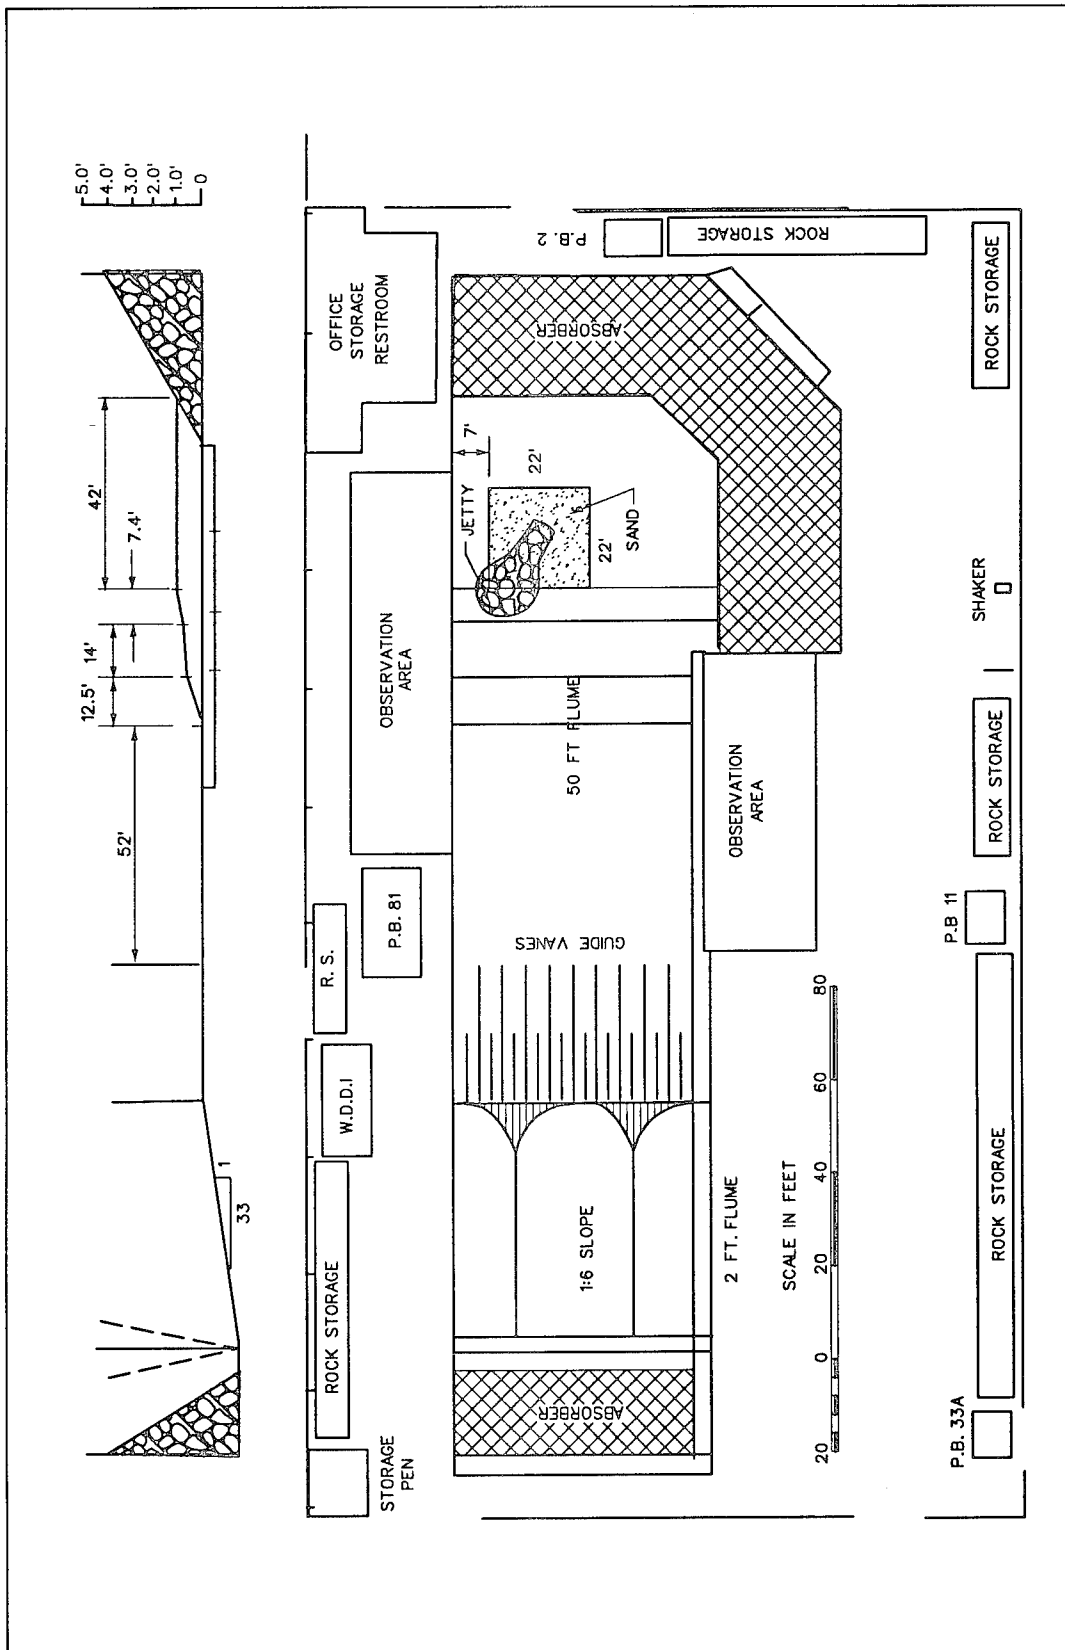 5.0'
4.0'
3.0'
2.0'
1.0'
0
42'
7.4'
14'
12.5'
52'
1
33
OFFICE
STORAGE
RESTROOM
P.B. 2
ROCK STORAGE
ROCK STORAGE
ABSORBER
7'
22'
JETTY
22'
SAND
OBSERVATION
AREA
SHAKER
50 FT FLUME
OBSERVATION
AREA
ROCK STORAGE
P.B. 81
R. S.
GUIDE VANES
P.B 11
W.D.D.I
ROCK STORAGE
1:6 SLOPE
2 FT. FLUME
SCALE IN FEET
20 0 20 40 60 80
ROCK STORAGE
ABSORBER
STORAGE
PEN
P.B. 33A